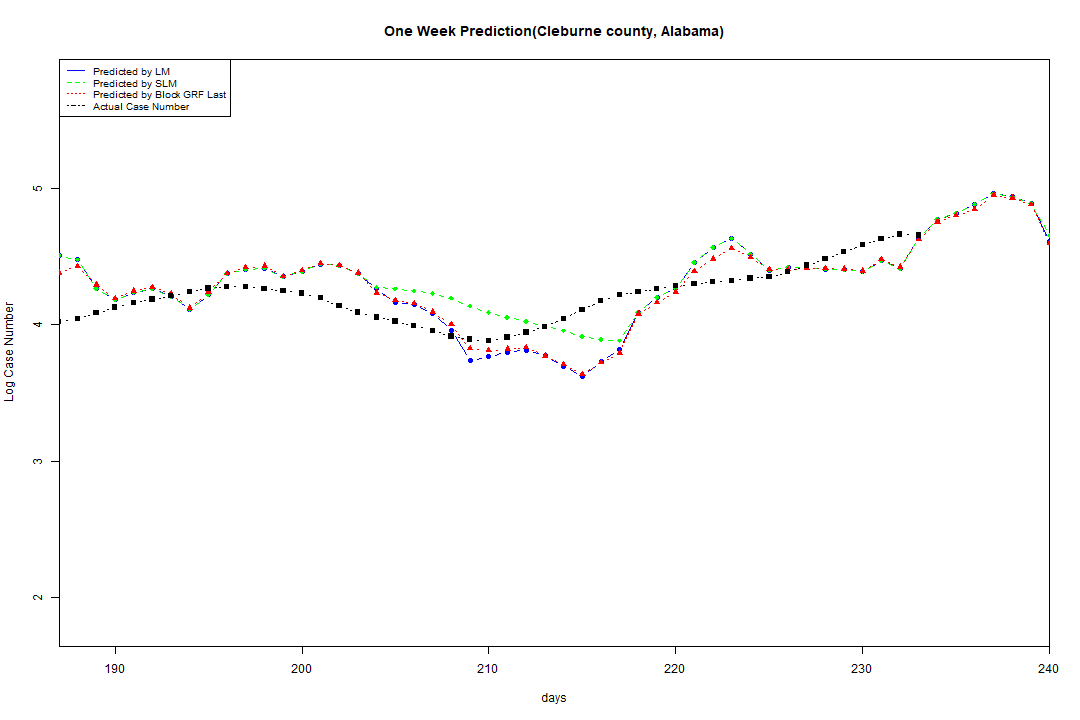 One Week Prediction(Cleburne county, Alabama)
Predicted by LM
Predicted by SLM
Predicted by Block GRF Last
Actual Case Number
5
4
3
2
Log Case Number
190 200 210 220 230 240
days